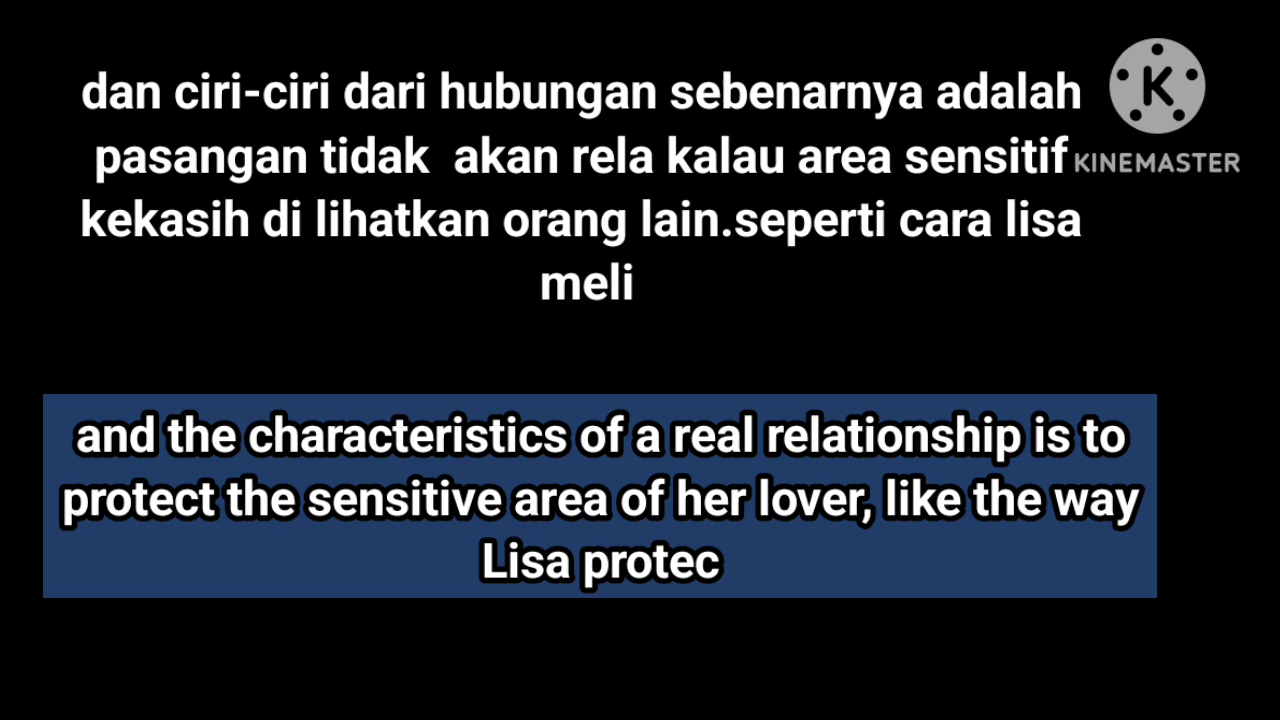 dan ciri-ciri dari hubungan sebenarnya adalah
pasangan tidak  akan rela kalau area sensitif
kekasih di lihatkan orang lain.seperti cara lisa
meli
KINEMASTER
and the characteristics of a real relationship is to
protect the sensitive area of her lover, like the way
Lisa protec